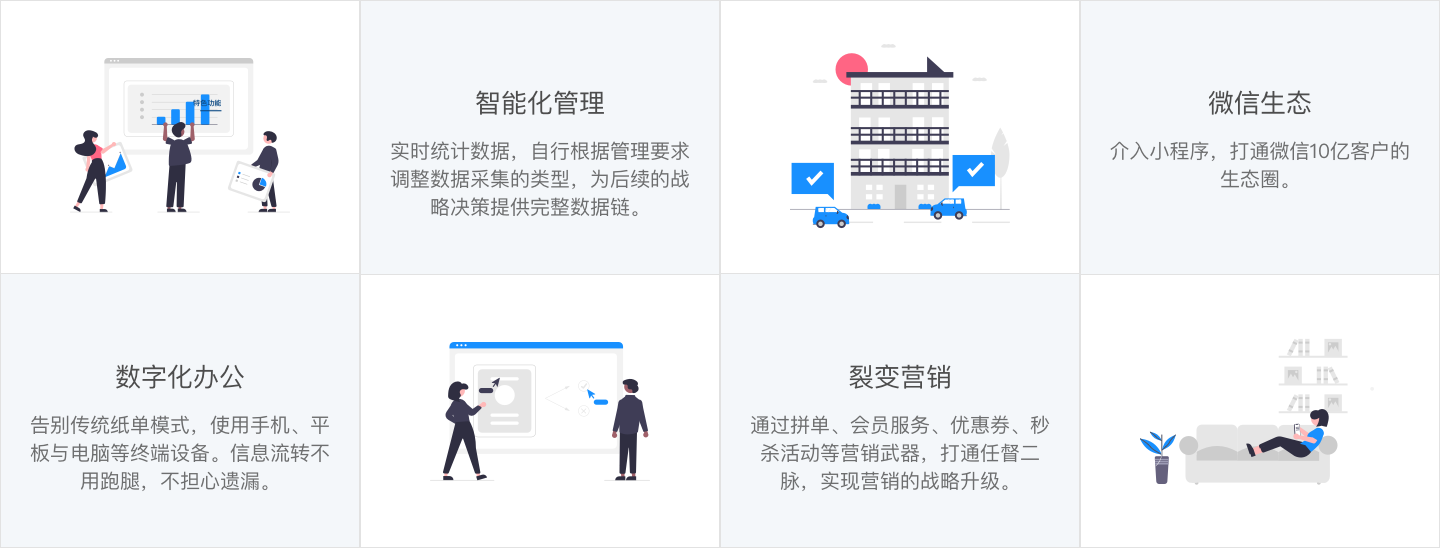 特色功能
智能化管理
实时统计数据，自行根据管理要求
调整数据采集的类型，为后续的战
略决策提供完整数据链。
微信生态
介入小程序，打通微信10亿客户的
生态圈。
数字化办公
告别传统纸单模式，使用手机、平
板与电脑等终端设备。信息流转不
用跑腿，不担心遗漏。
裂变营销
通过拼单、会员服务、优惠券、秒
杀活动等营销武器，打通任督二
脉，实现营销的战略升级。